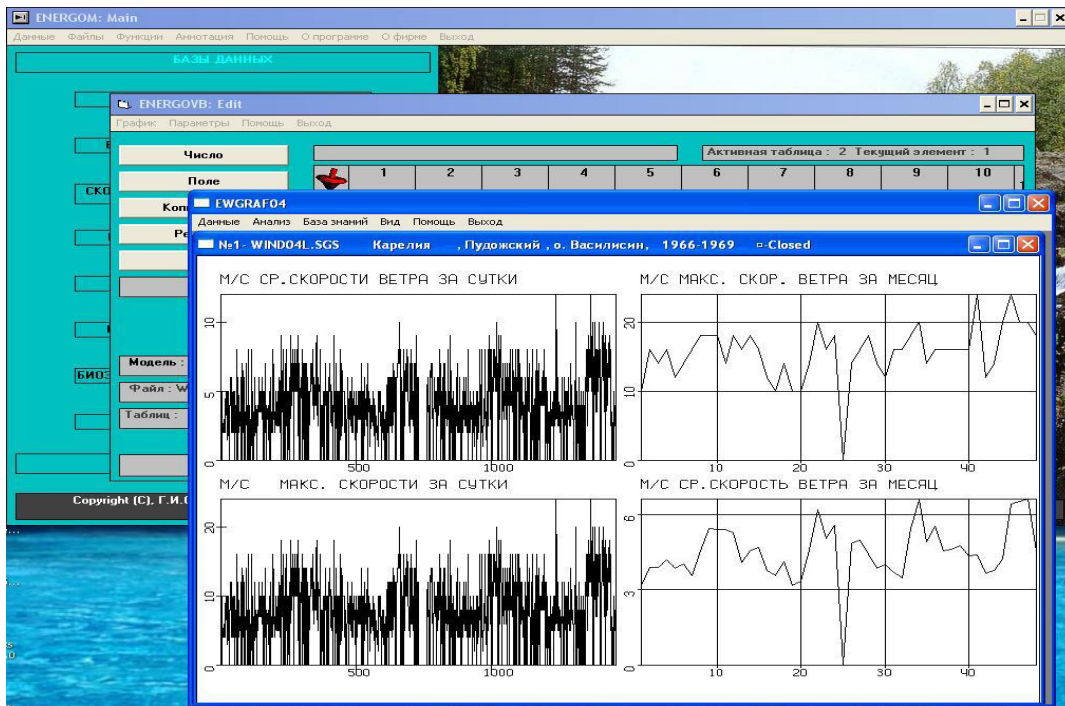 ENERGOM: Main
Данные Файлы Функции Аннотация Помощь О программе О фирме Выход
БАЗЫ ДАННЫХ
ENERGOVB: Edit
График Параметры Помощь Выход
Число
Активная таблица : 2 Текущий элемент : 1
Поле
1 2 3 4 5 6 7 8 9 10
EWGRAF04
Данные Анализ База знаний Вид Помощь Выход
№1- WIND04L.SGS Карелия , Пудожский , о. Василисин, 1966-1969 ¤-Closed
М/С СР.СКОРОСТИ ВЕТРА ЗА СУТКИ
10
5
0
500 1000
М/С МАКС. СКОР. ВЕТРА ЗА МЕСЯЦ
20
10
0
10 20 30 40
М/С МАКС. СКОРОСТИ ЗА СУТКИ
20
10
0
500 1000
М/С СР.СКОРОСТЬ ВЕТРА ЗА МЕСЯЦ
6
3
0
10 20 30 40
Модель :
Файл : W
Таблиц :
Copyright (C), Г.И.